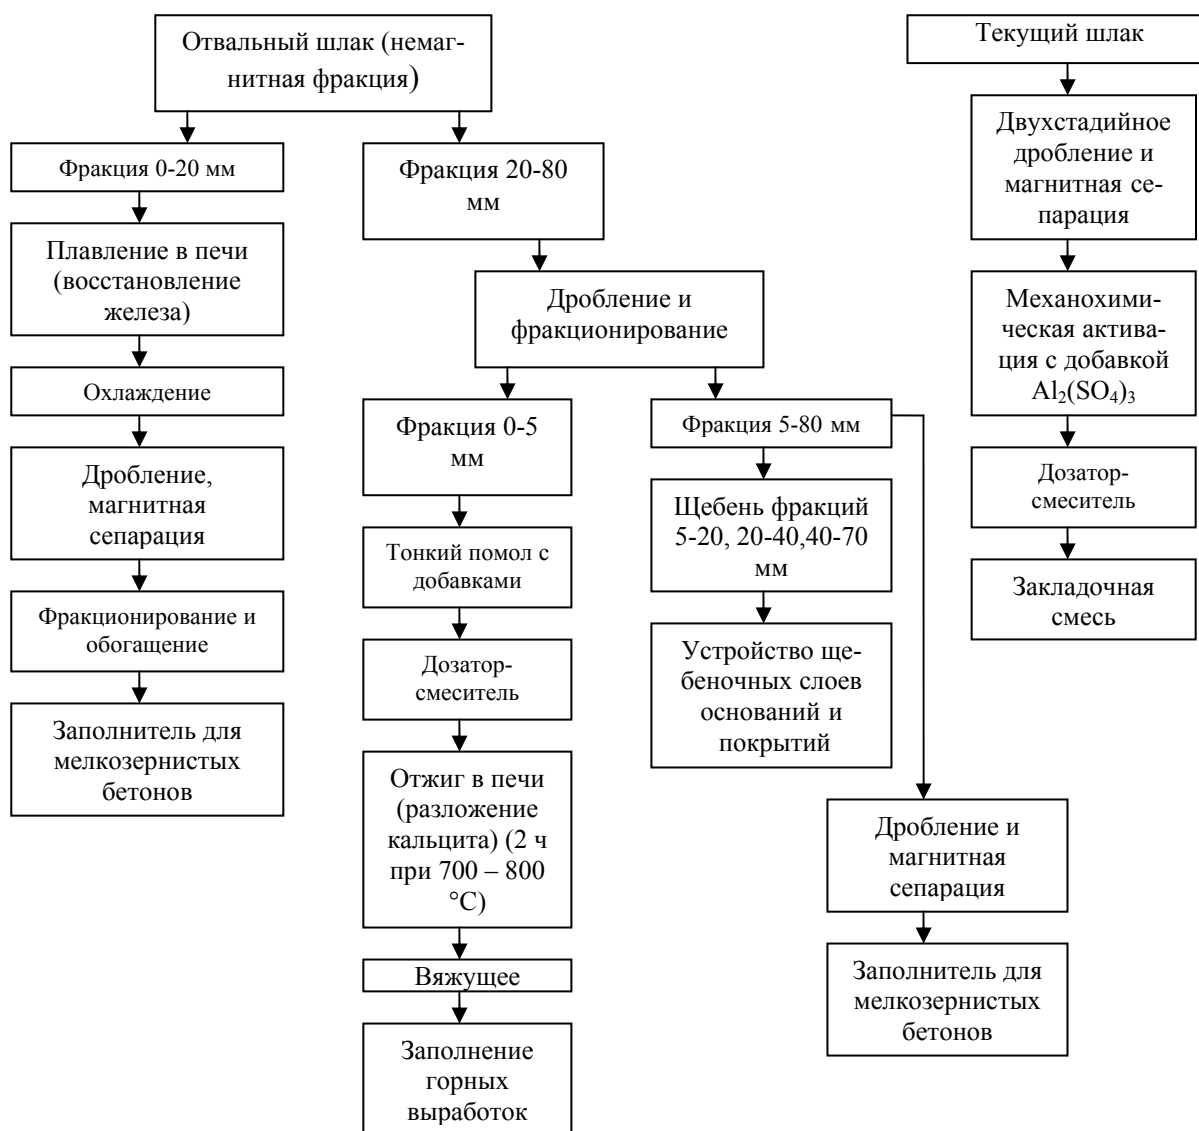 Отвальный шлак (немаг-
нитная фракция)
Фракция 0-20 мм
Плавление в печи
(восстановление
железа)
Охлаждение
Дробление,
магнитная
сепарация
Фракционирование и
обогащение
Заполнитель для
мелкозернистых
бетонов
Фракция 20-80
мм
Дробление и
фракционирование
Фракция 0-5
мм
Тонкий помол с
добавками
Дозатор-
смеситель
Отжиг в печи
(разложение
кальцита) (2 ч
при 700 – 800
°С)
Вяжущее
Заполнение
горных
выработок
Фракция 5-80 мм
Щебень фракций
5-20, 20-40,40-70
мм
Устройство ще-
беночных слоев
оснований и
покрытий
Дробление и
магнитная
сепарация
Заполнитель для
мелкозернистых
бетонов
Текущий шлак
Двухстадийное
дробление и
магнитная се-
парация
Механохими-
ческая актива-
ция с добавкой
Al₂(SO₄)₃
Дозатор-
смеситель
Закладочная
смесь